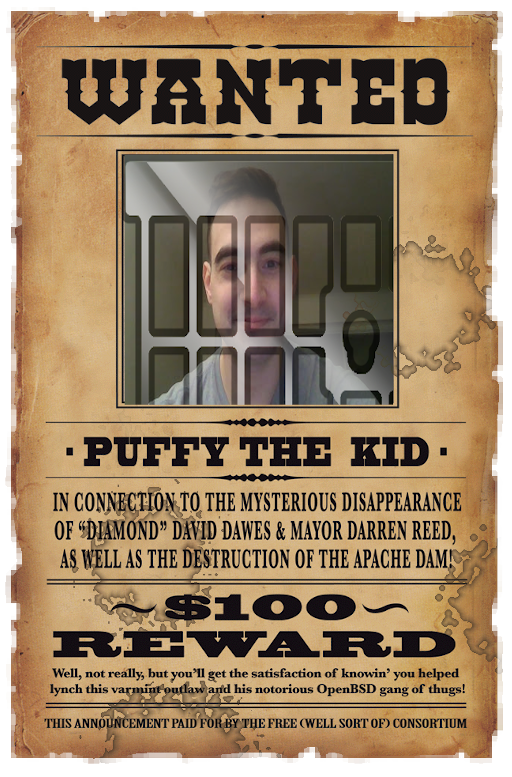 WANTED
· PUFFY THE KID ·
IN CONNECTION TO THE MYSTERIOUS DISAPPEARANCE
OF “DIAMOND” DAVID DAWES & MAYOR DARREN REED,
AS WELL AS THE DESTRUCTION OF THE APACHE DAM!
~$100~
REWARD
Well, not really, but you’ll get the satisfaction of knowin’ you helped
lynch this varmint outlaw and his notorious OpenBSD gang of thugs!
THIS ANNOUNCEMENT PAID FOR BY THE FREE (WELL SORT OF) CONSORTIUM